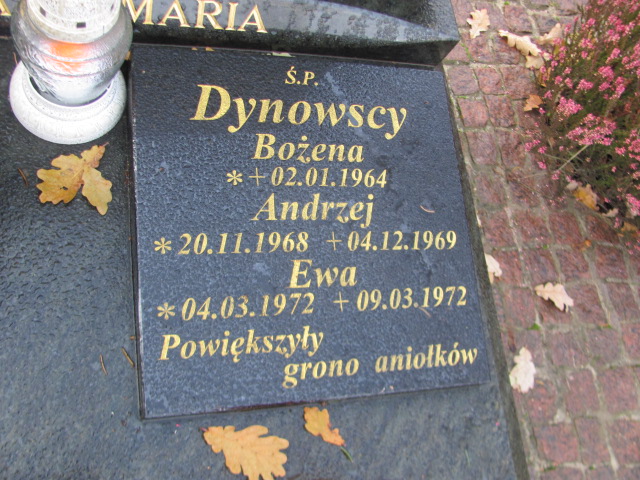 MARIA
Ś.P.
Dynowscy
Bożena
*+02.01.1964
Andrzej
*20.11.1968 +04.12.1969
Ewa
*04.03.1972 +09.03.1972
Powiększyły
grono aniołków